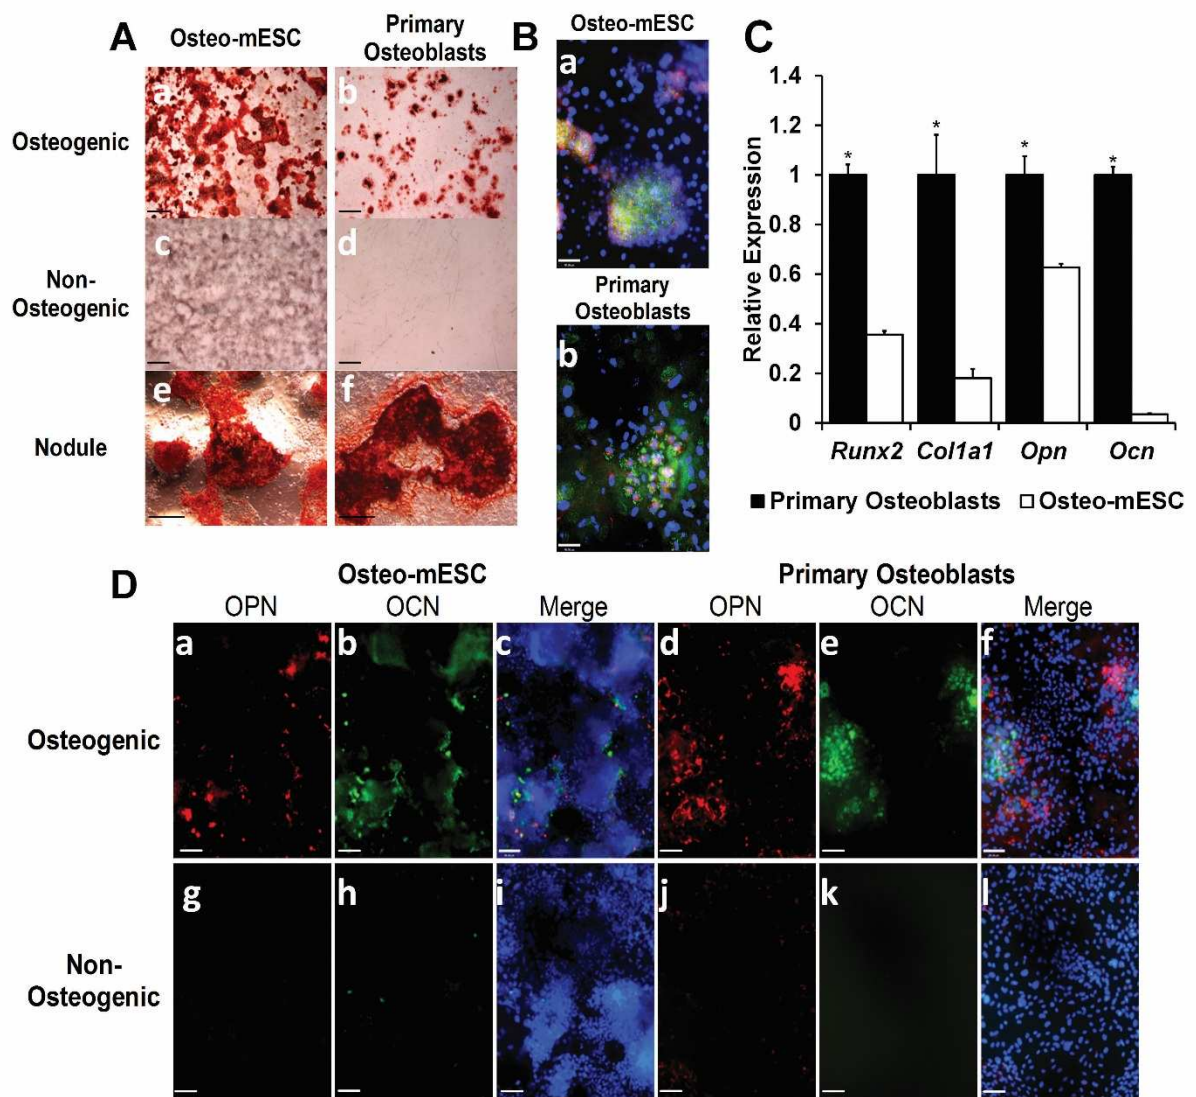 A
Osteo-mESC
Primary
Osteoblasts
Osteogenic
a
b
Non-
Osteogenic
c
d
Nodule
e
f
B
Osteo-mESC
a
Primary
Osteoblasts
b
C
Relative Expression
1.4
1.2
1
0.8
0.6
0.4
0.2
0
*
*
*
*
Runx2 Col1a1 Opn Ocn
Primary Osteoblasts Osteo-mESC
D
Osteo-mESC Primary Osteoblasts
OPN OCN Merge OPN OCN Merge
Osteogenic
a b c d e f
Non-
Osteogenic
g h i j k l